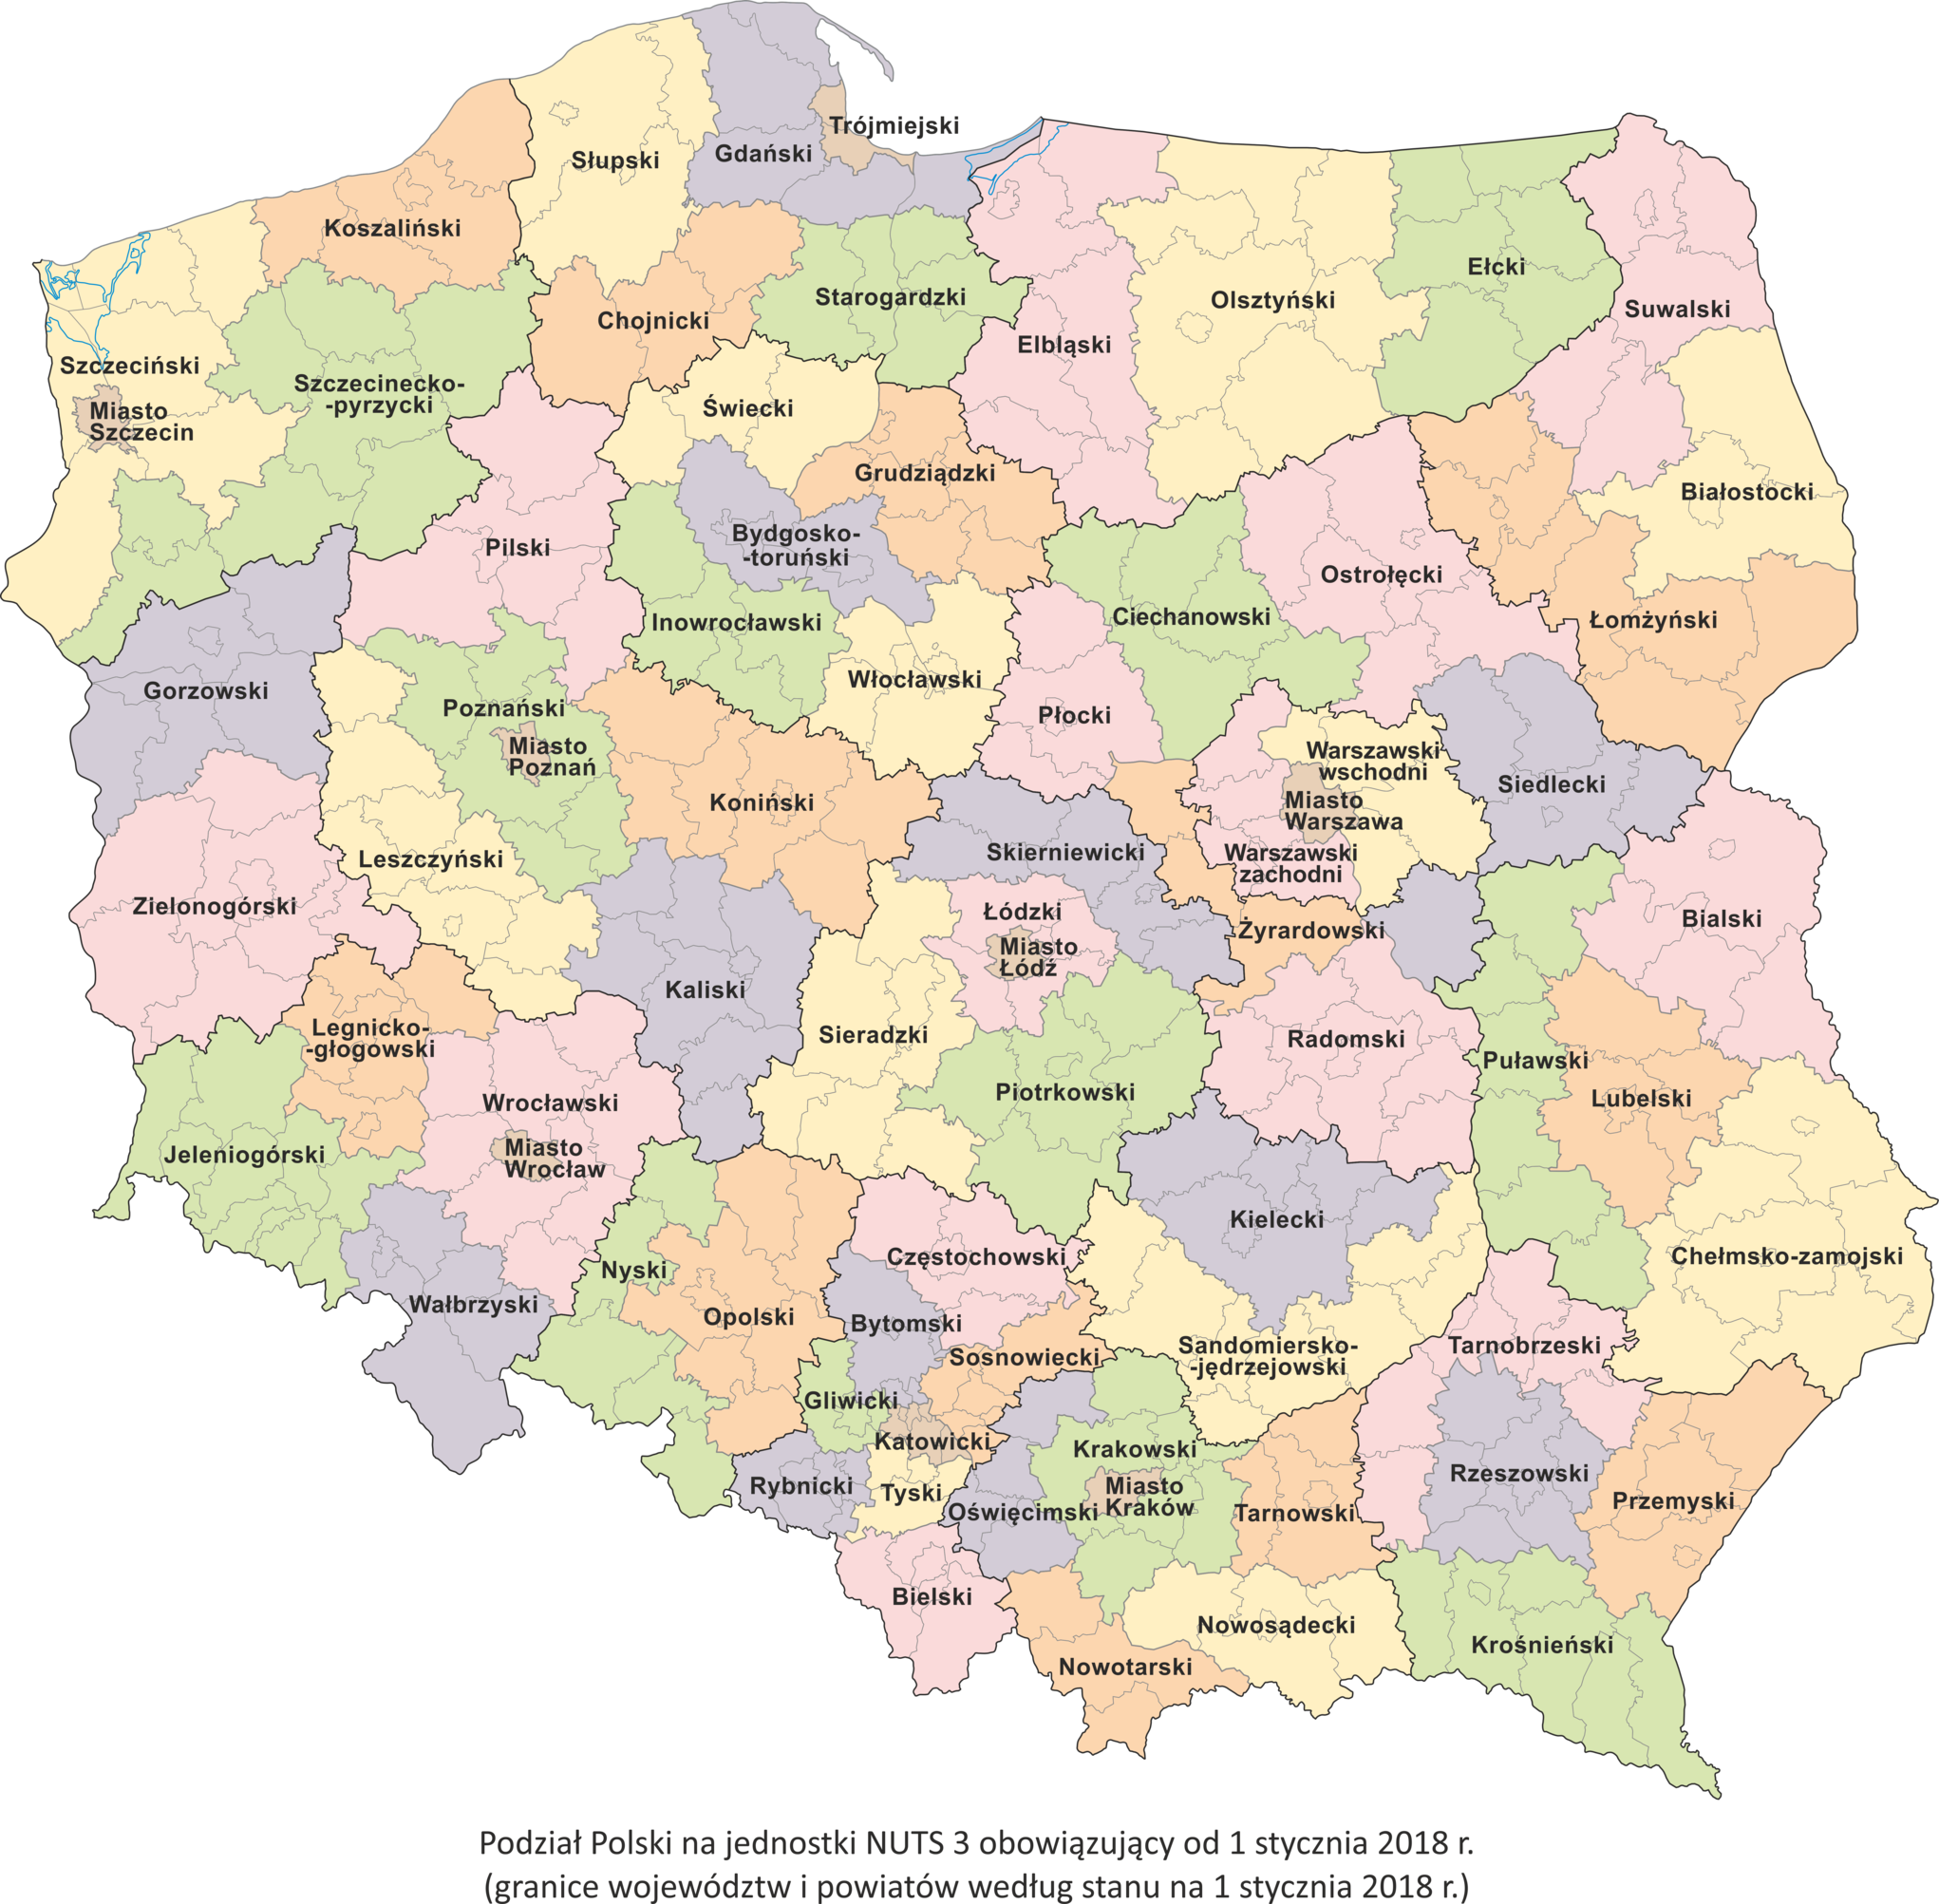 Trójmiejski
Gdański
Słupski
Koszaliński
Ełcki
Starogardzki
Olsztyński
Suwalski
Chojnicki
Elbląski
Szczeciński
Szczecinecko-
-pyrzycki
Miasto
Szczecin
Świecki
Grudziądzki
Białostocki
Bydgosko-
-toruński
Pilski
Ostrołęcki
Inowrocławski
Ciechanowski
Łomżyński
Włocławski
Gorzowski
Poznański
Płocki
Miasto
Poznań
Warszawski
wschodni
Siedlecki
Koniński
Miasto
Warszawa
Skierniewicki
Warszawski
zachodni
Leszczyński
Zielonogórski
Łódzki
Bialski
Żyrardowski
Miasto
Łódź
Kaliski
Legnicko-
-głogowski
Sieradzki
Radomski
Puławski
Piotrkowski
Lubelski
Wrocławski
Miasto
Wrocław
Jeleniogórski
Kielecki
Częstochowski
Chełmsko-zamojski
Nyski
Wałbrzyski
Opolski
Bytomski
Sandomiersko-
-jędrzejowski
Tarnobrzeski
Sosnowiecki
Gliwicki
Katowicki
Krakowski
Rzeszowski
Rybnicki
Tyski
Miasto
Kraków
Oświęcimski
Tarnowski
Przemyski
Bielski
Nowosądecki
Krośnieński
Nowotarski
Podział Polski na jednostki NUTS 3 obowiązujący od 1 stycznia 2018 r.
(granice województw i powiatów według stanu na 1 stycznia 2018 r.)